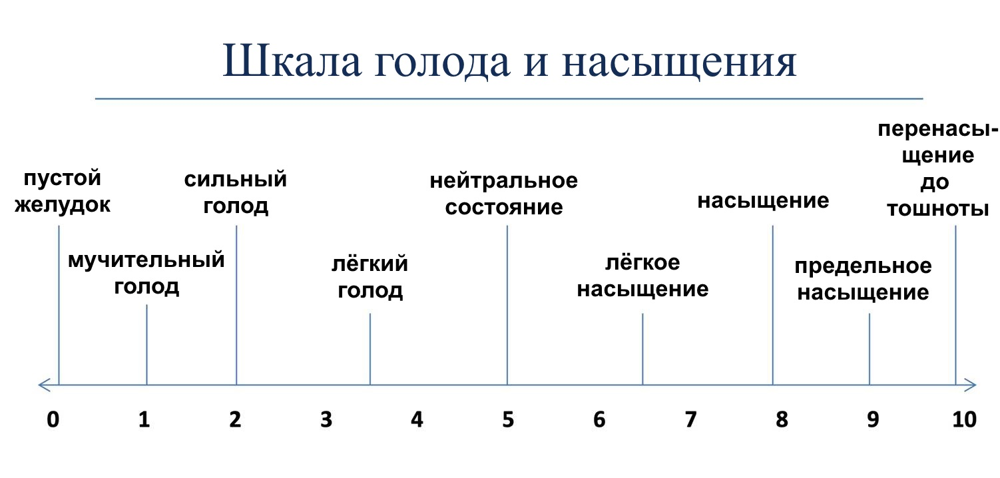 Шкала голода и насыщения
пустой
желудок
мучительный
голод
сильный
голод
лёгкий
голод
нейтральное
состояние
лёгкое
насыщение
насыщение
предельное
насыщение
перенасы-
щение
до
тошноты
0 1 2 3 4 5 6 7 8 9 10